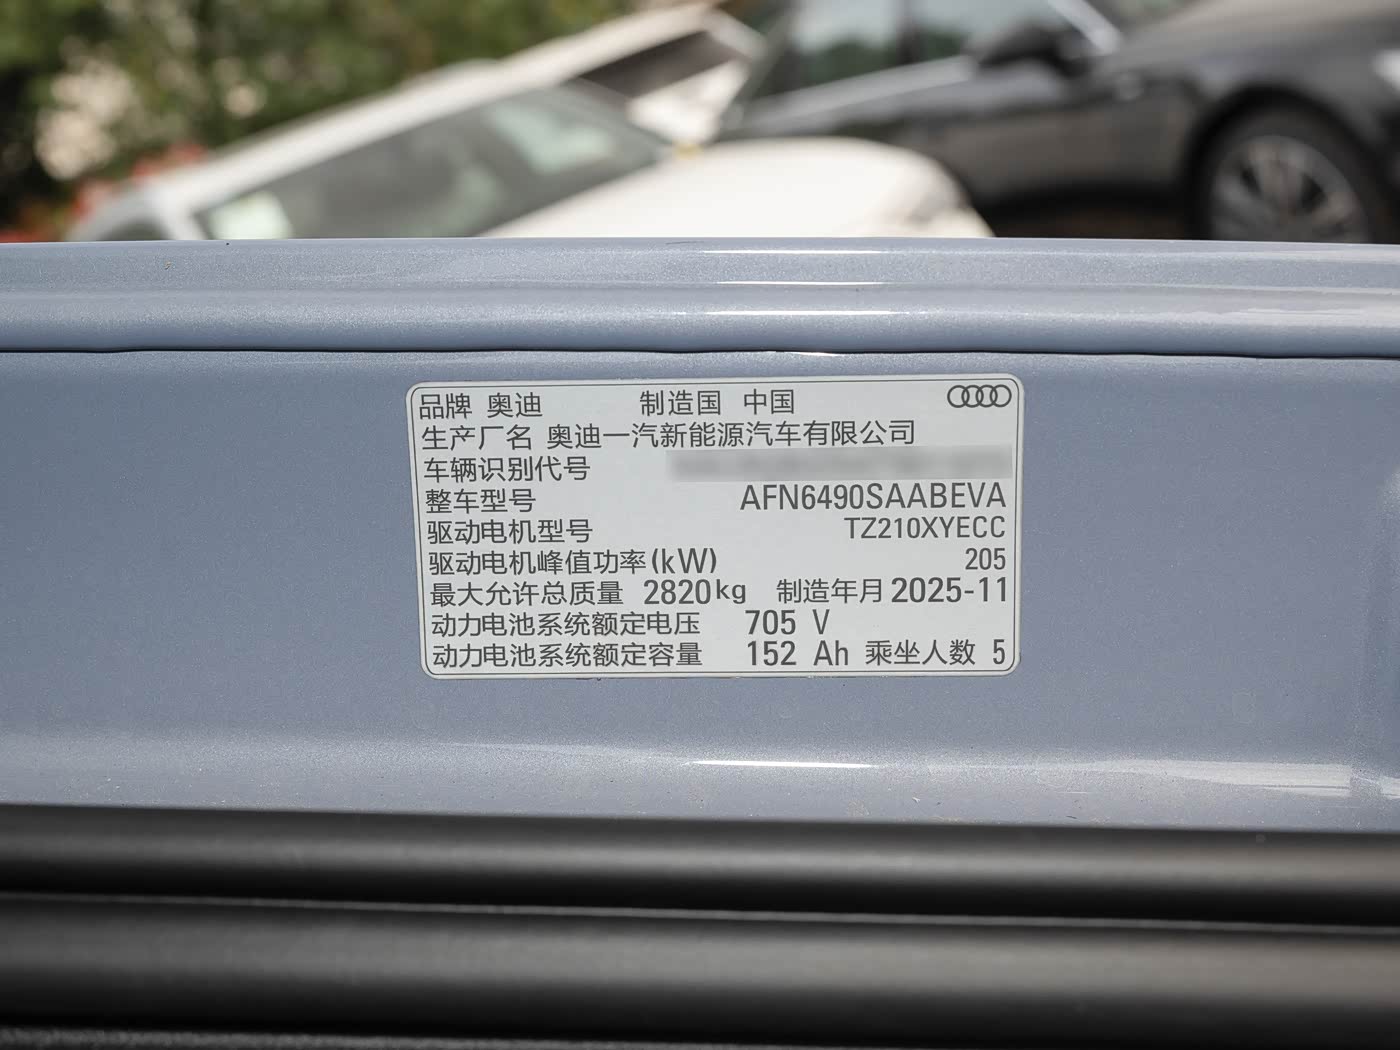 品牌 奥迪 制造国 中国
生产厂名 奥迪一汽新能源汽车有限公司
车辆识别代号
整车型号 AFN6490SAABEVA
驱动电机型号 TZ210XYECC
驱动电机峰值功率(kW) 205
最大允许总质量 2820kg 制造年月 2025-11
动力电池系统额定电压 705 V
动力电池系统额定容量 152 Ah 乘坐人数 5